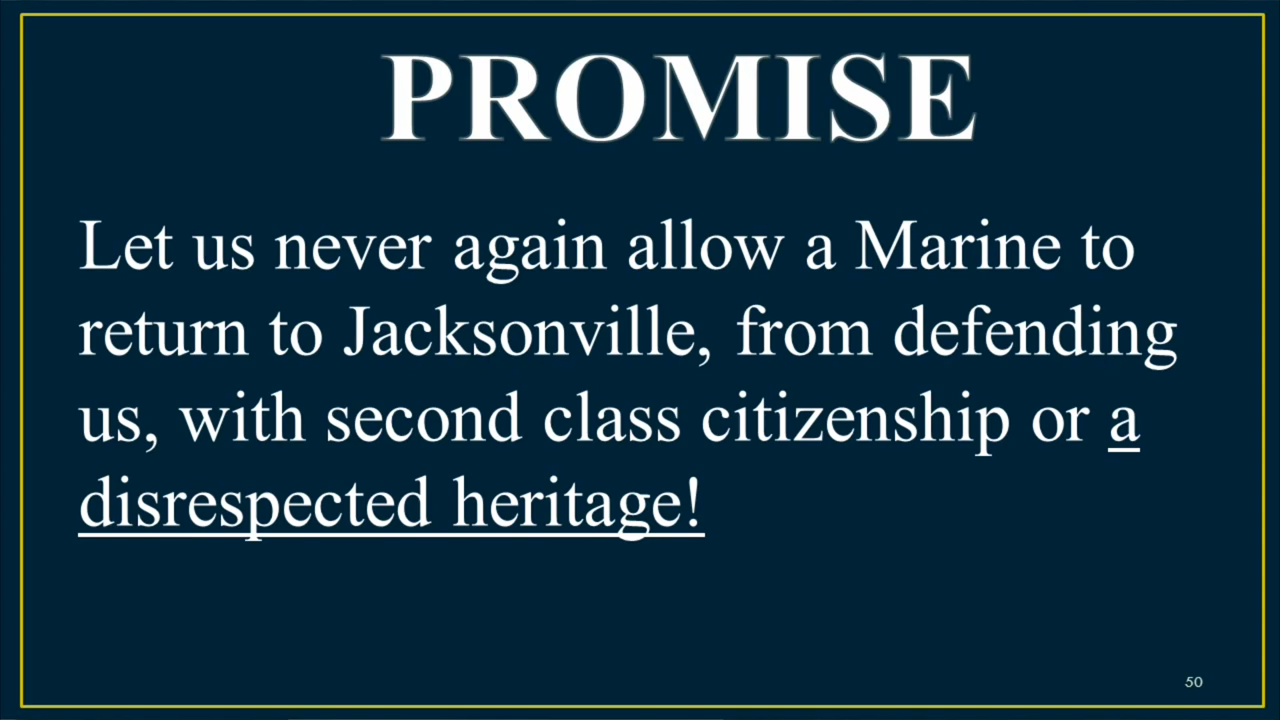 PROMISE
Let us never again allow a Marine to
return to Jacksonville, from defending
us, with second class citizenship or a
disrespected heritage!
50